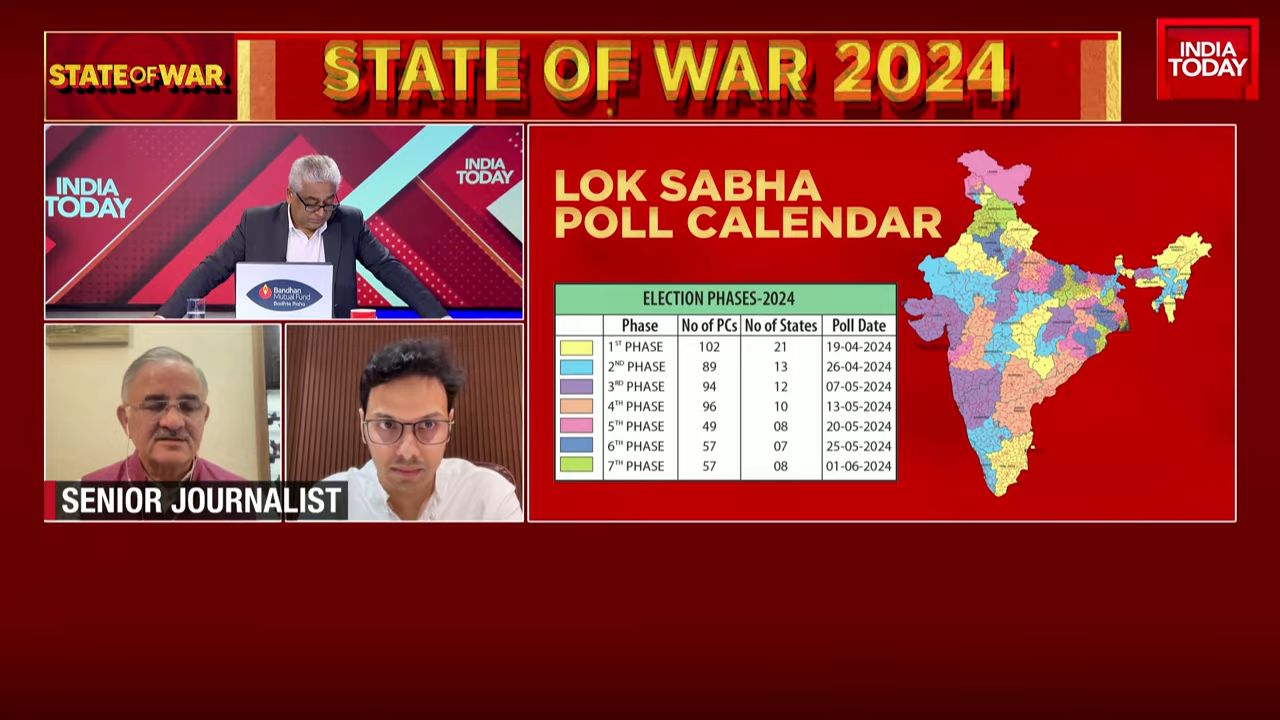 STATE OF WAR
STATE OF WAR 2024
INDIA
TODAY
INDIA
TODAY
INDIA
TODAY
Bandhan
Mutual Fund
SENIOR JOURNALIST
LOK SABHA
POLL CALENDAR
ELECTION PHASES-2024
Phase No of PCs No of States Poll Date
1ST PHASE 102 21 19-04-2024
2ND PHASE 89 13 26-04-2024
3RD PHASE 94 12 07-05-2024
4TH PHASE 96 10 13-05-2024
5TH PHASE 49 08 20-05-2024
6TH PHASE 57 07 25-05-2024
7TH PHASE 57 08 01-06-2024